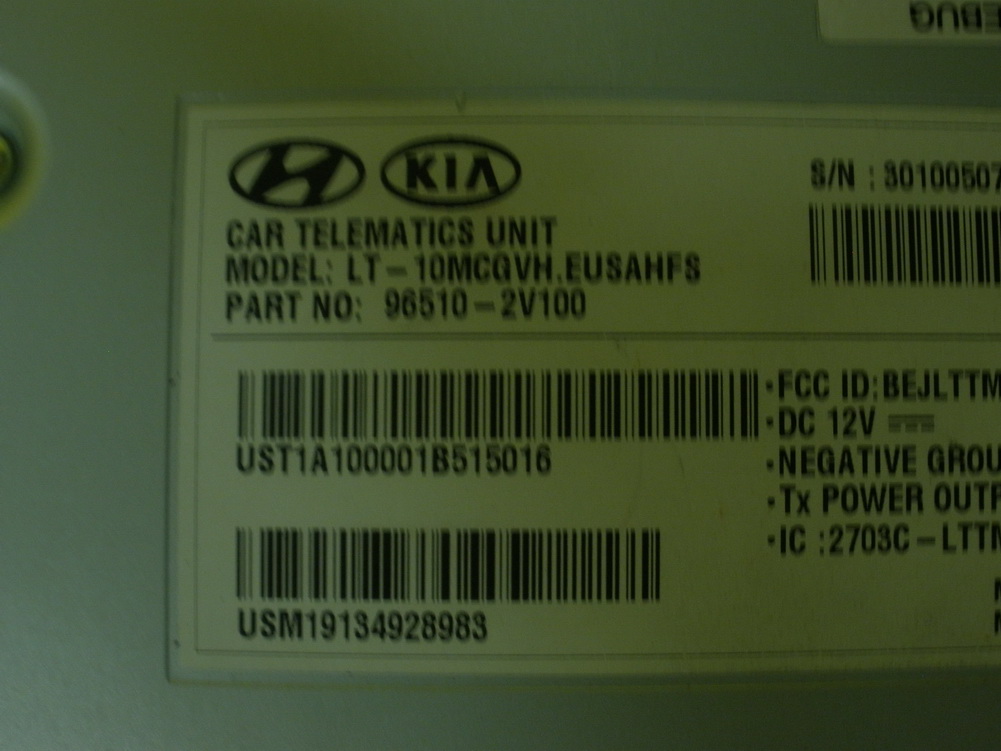 EBUG
KIA
S/N : 30100507
CAR TELEMATICS UNIT
MODEL: LT-10MCGVH.EUSAHFS
PART NO: 96510-2V100
UST1A100001B515016
USM19134928983
·FCC ID:BEJLTTM
·DC 12V
·NEGATIVE GROU
·Tx POWER OUTP
·IC :2703C-LTTM